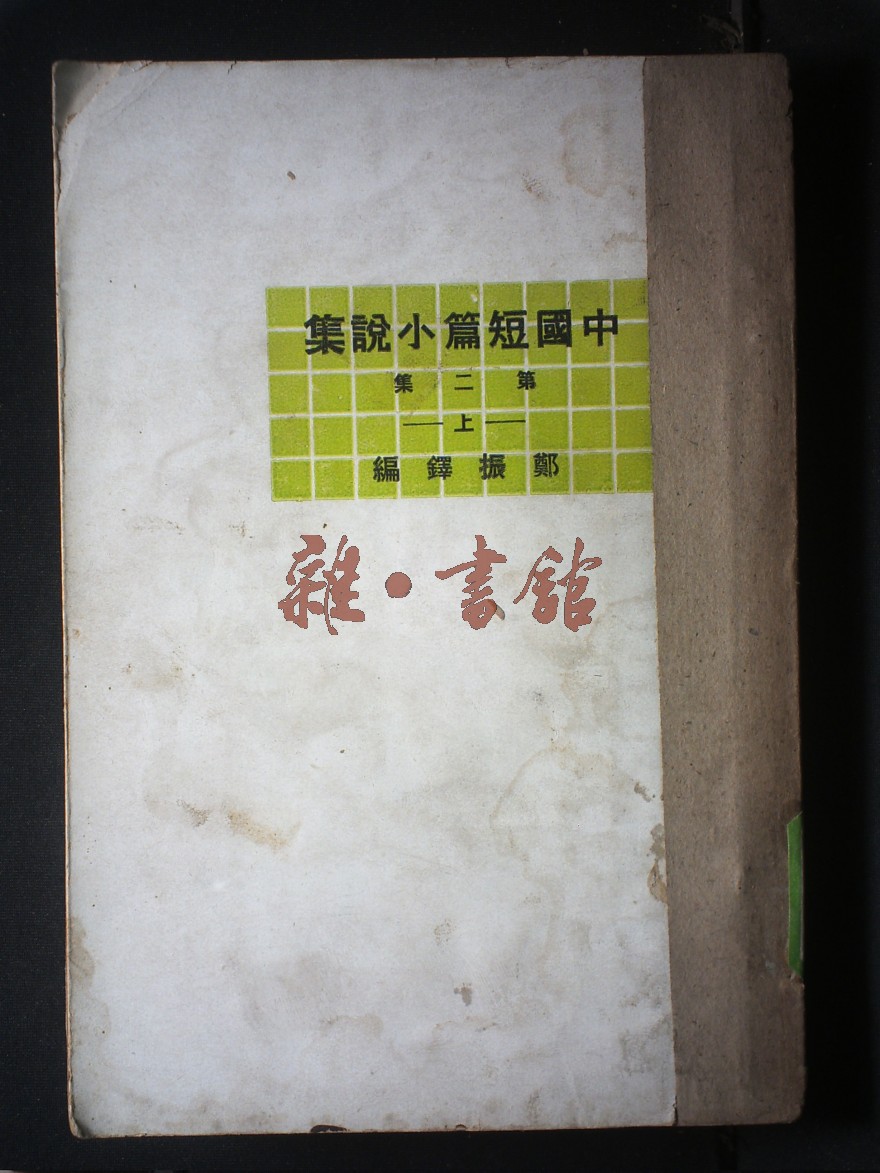 中國短篇小說集
第二集
—上—
鄭振鐸編
雜·書館